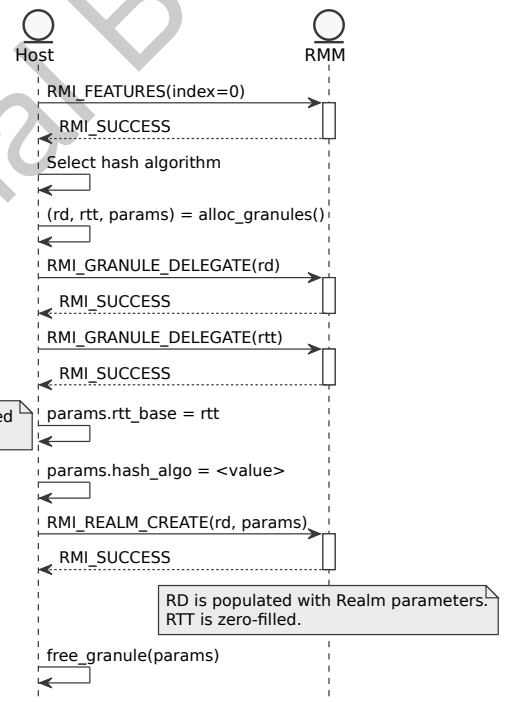 Host
RMM
RMI_FEATURES(index=0)
RMI_SUCCESS
Select hash algorithm
(rd, rtt, params) = alloc_granules()
RMI_GRANULE_DELEGATE(rd)
RMI_SUCCESS
RMI_GRANULE_DELEGATE(rtt)
RMI_SUCCESS
params.rtt_base = rtt
params.hash_algo = <value>
RMI_REALM_CREATE(rd, params)
RMI_SUCCESS
RD is populated with Realm parameters.
RTT is zero-filled.
free_granule(params)